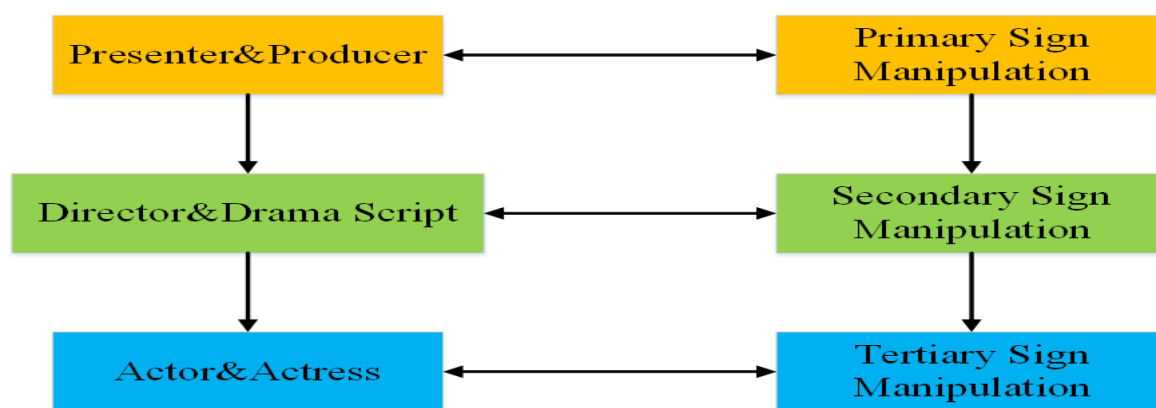 Presenter&Producer
Primary Sign
Manipulation
Director&Drama Script
Secondary Sign
Manipulation
Actor&Actress
Tertiary Sign
Manipulation